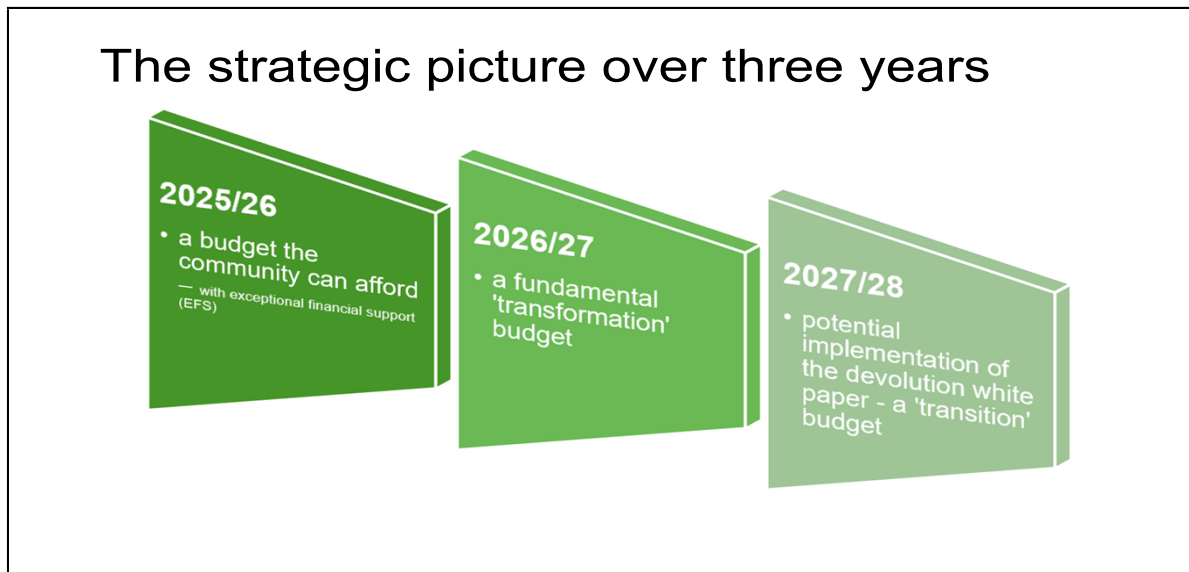 The strategic picture over three years
2025/26
• a budget the
community can afford
— with exceptional financial support
(EFS)
2026/27
• a fundamental
'transformation'
budget
2027/28
• potential
implementation of
the devolution white
paper - a 'transition'
budget